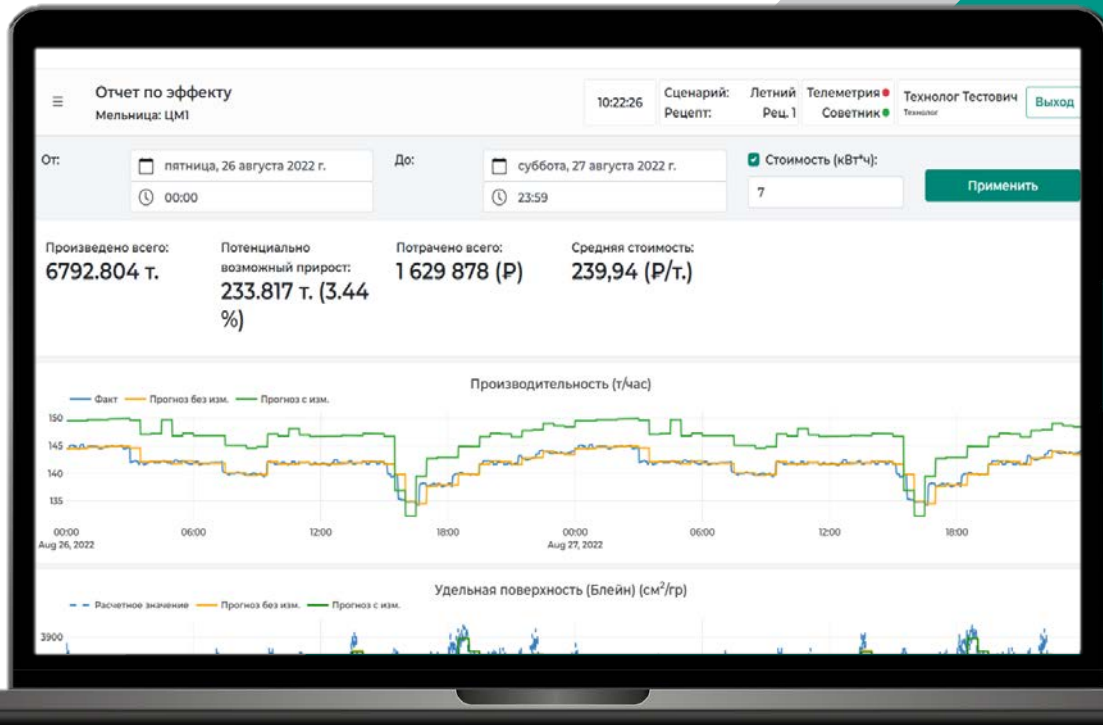 Отчет по эффекту
Мельница: ЦМ1
10:22:26
Сценарий: Летний
Рецепт: Рец. 1
Телеметрия
Советник
Технолог Тестович
Технолог
Выход
От:
пятница, 26 августа 2022 г.
00:00
До:
суббота, 27 августа 2022 г.
23:59
Стоимость (кВт*ч):
7
Применить
Произведено всего:
6792.804 т.
Потенциально
возможный прирост:
233.817 т. (3.44
%)
Потрачено всего:
1 629 878 (₽)
Средняя стоимость:
239,94 (₽/т.)
Производительность (т/час)
Факт Прогноз без изм. Прогноз с изм.
150
145
140
135
00:00 06:00 12:00 18:00 00:00 06:00 12:00 18:00
Aug 26, 2022 Aug 27, 2022
Удельная поверхность (Блейн) (см²/гр)
Расчетное значение Прогноз без изм. Прогноз с изм.
3900